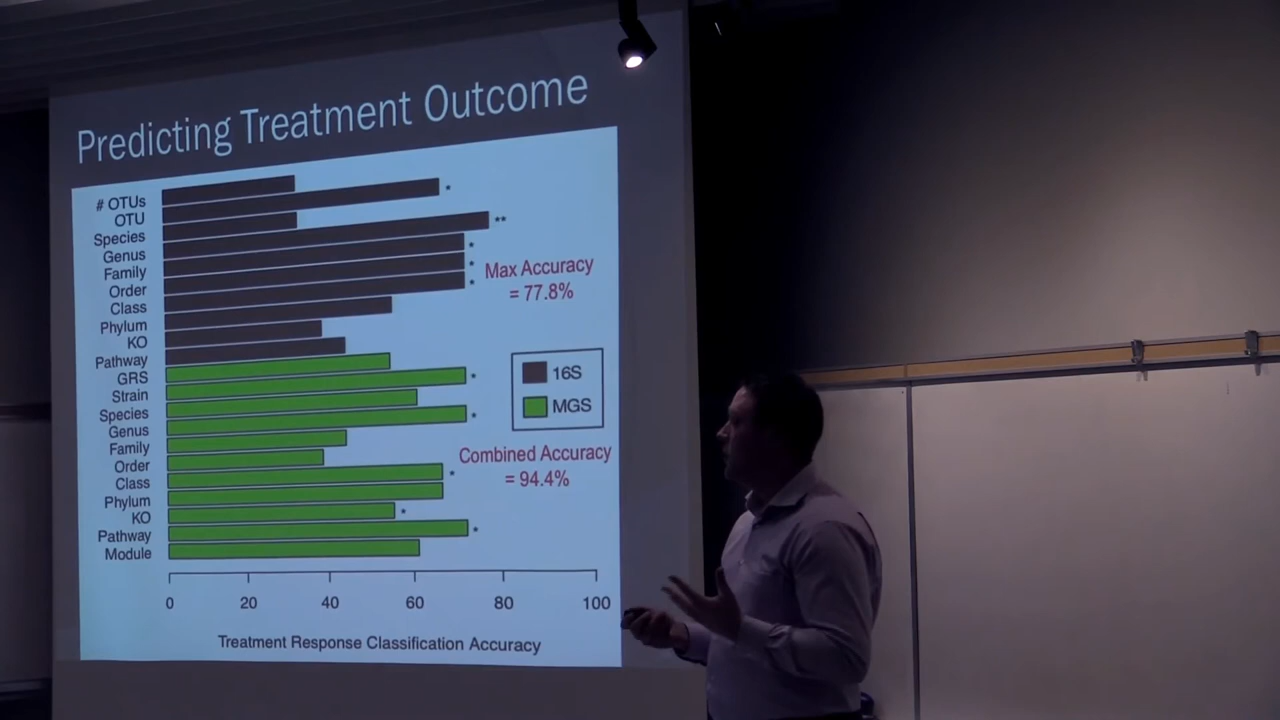 Predicting Treatment Outcome
# OTUs
OTU
Species
Genus
Family
Order
Class
Phylum
KO
Pathway
GRS
Strain
Species
Genus
Family
Order
Class
Phylum
KO
Pathway
Module
*
**
*
*
*
Max Accuracy
= 77.8%
16S
MGS
*
*
Combined Accuracy
= 94.4%
*
*
*
0 20 40 60 80 100
Treatment Response Classification Accuracy